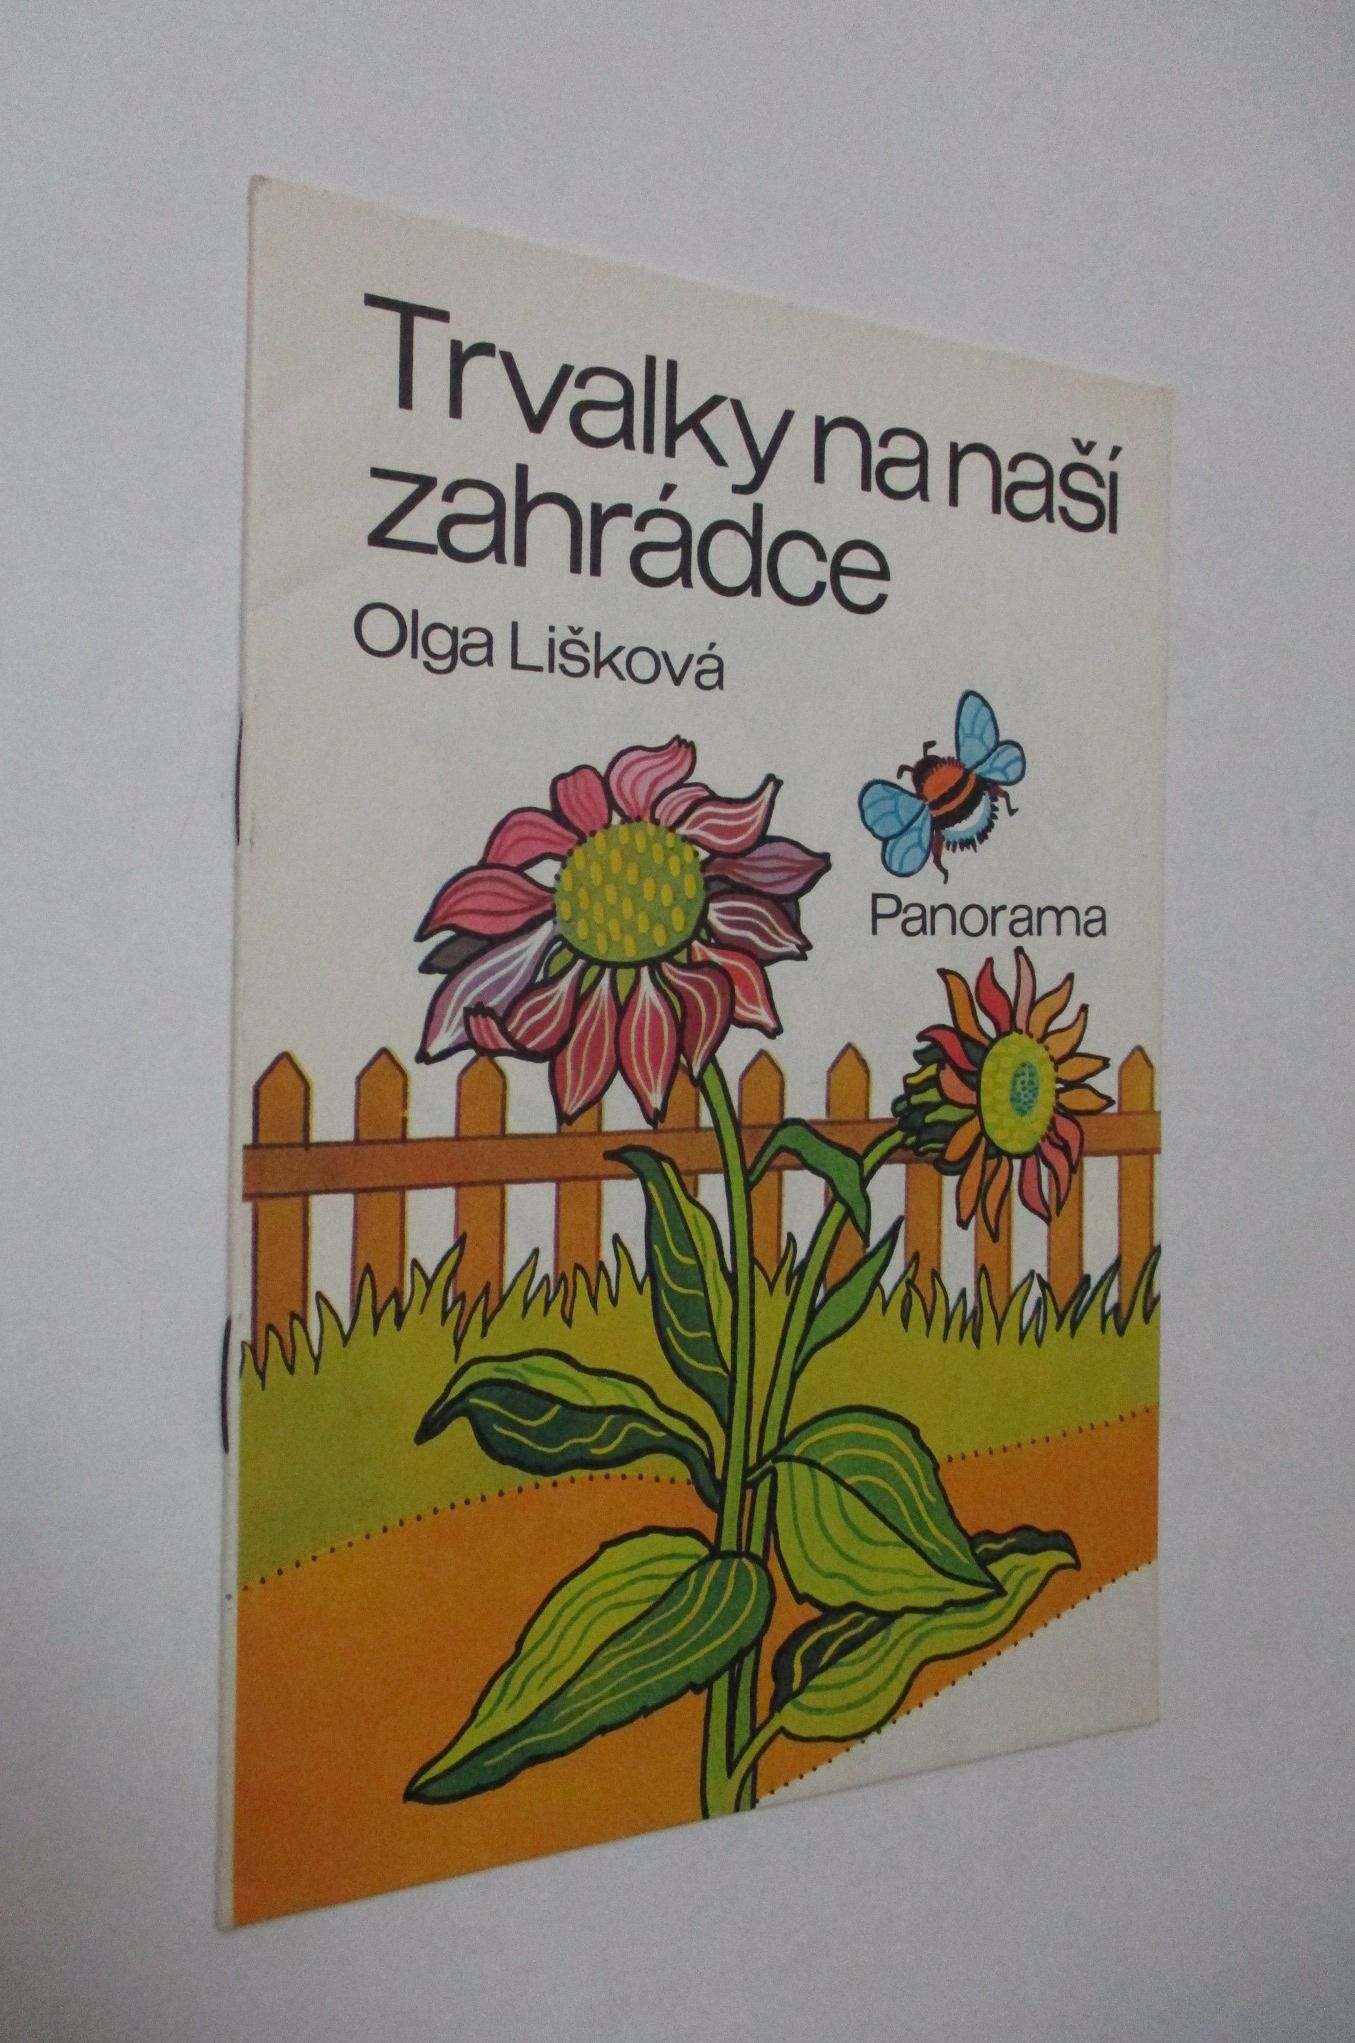 Trvalky na naší
zahrádce
Olga Lišková
Panorama